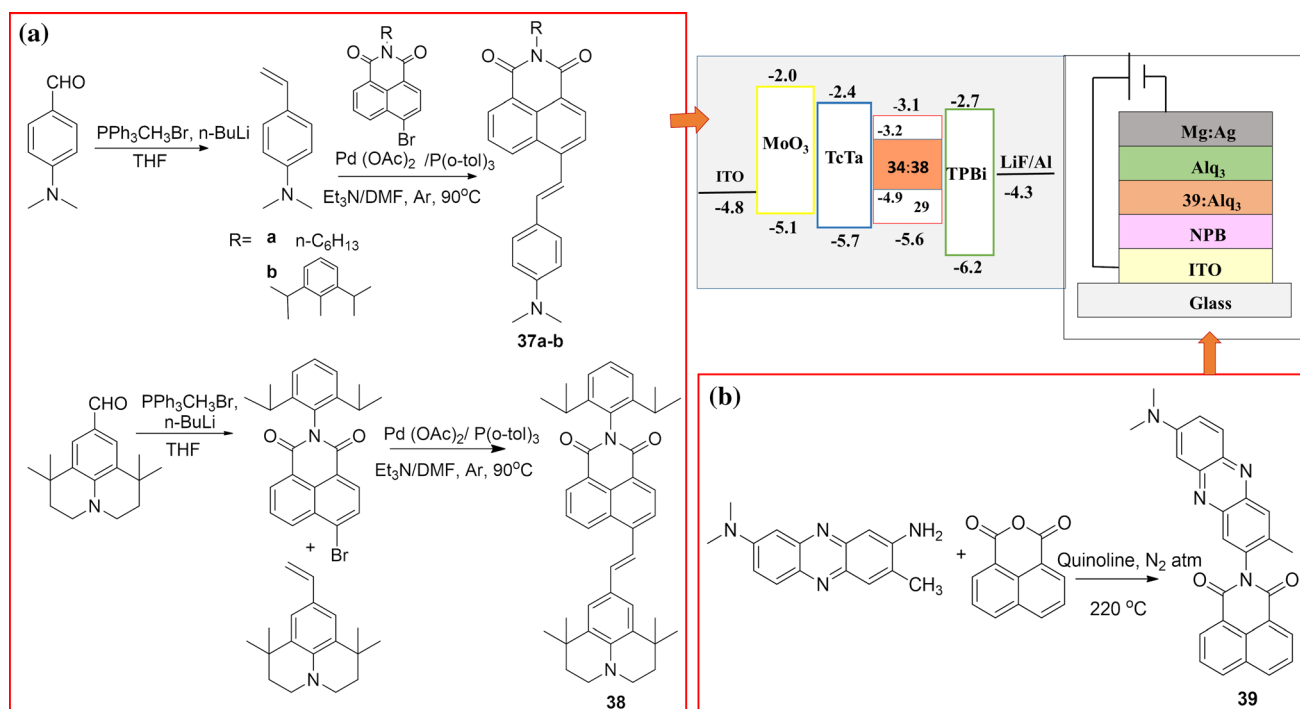 (a)
CHO
N
PPh3CH3Br, n-BuLi
THF
N
R
O N O
Br
Pd (OAc)2 /P(o-tol)3
Et3N/DMF, Ar, 90°C
R
O N O
N
37a-b
R= a n-C6H13
b
CHO
N
PPh3CH3Br,
n-BuLi
THF
O N O
Br
+
N
Pd (OAc)2/ P(o-tol)3
Et3N/DMF, Ar, 90°C
O N O
N
38
ITO
-4.8
-2.0
MoO3
-5.1
-2.4
TcTa
-5.7
-3.1
-3.2
34:38
-4.9
29
-5.6
-2.7
TPBi
-6.2
LiF/Al
-4.3
Mg:Ag
Alq3
39:Alq3
NPB
ITO
Glass
(b)
N
N
N
NH2
CH3
+
O O O
Quinoline, N2 atm
220 °C
N
N
N
O N O
39